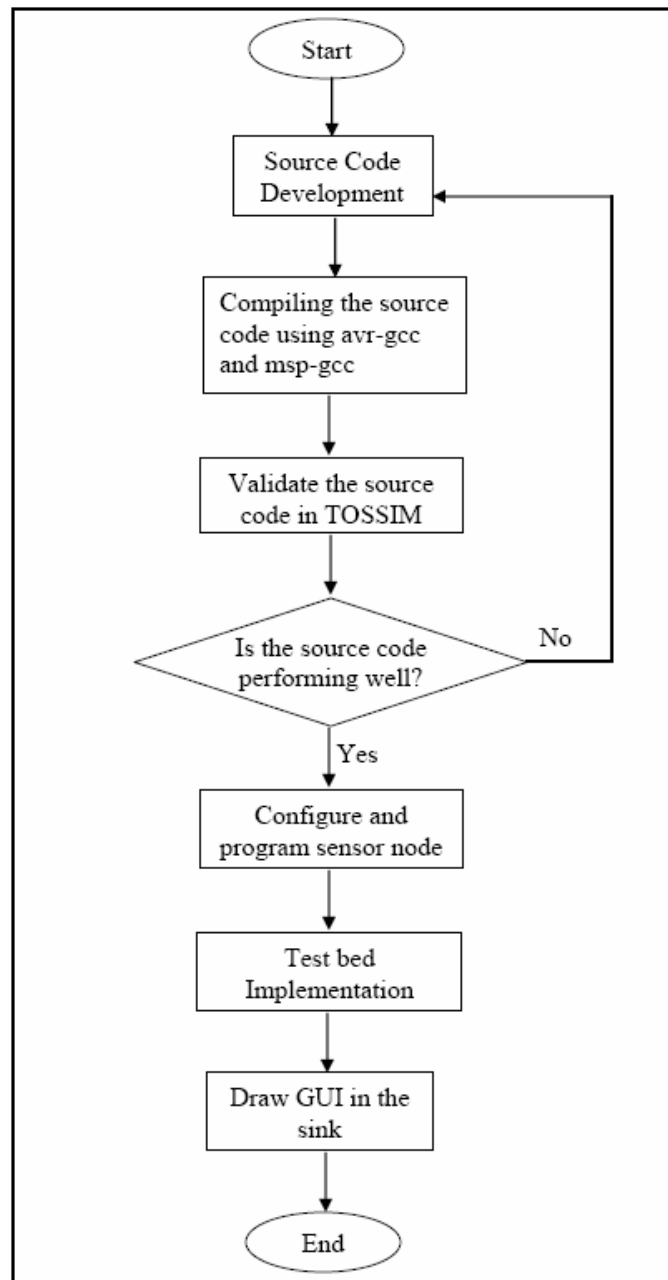 Start
Source Code
Development
Compiling the source
code using avr-gcc
and msp-gcc
Validate the source
code in TOSSIM
Is the source code
performing well?
No
Yes
Configure and
program sensor node
Test bed
Implementation
Draw GUI in the
sink
End